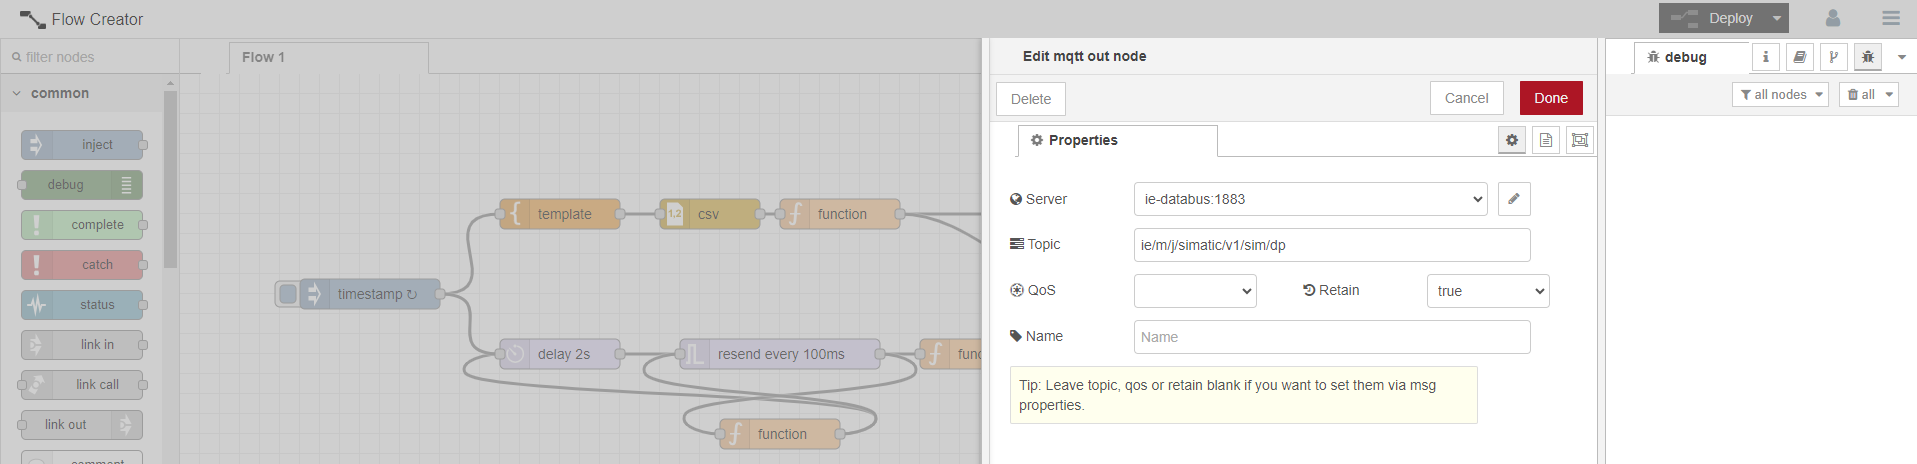 Flow Creator
Deploy
filter nodes
common
inject
debug
complete
catch
status
link in
link call
link out
Flow 1
timestamp ↻
template
csv
1,2
function
delay 2s
resend every 100ms
function
Edit mqtt out node
Delete
Cancel
Done
Properties
Server
ie-databus:1883
Topic
ie/m/j/simatic/v1/sim/dp
QoS
Retain
true
Name
Name
Tip: Leave topic, qos or retain blank if you want to set them via msg
properties.
debug
all nodes
all